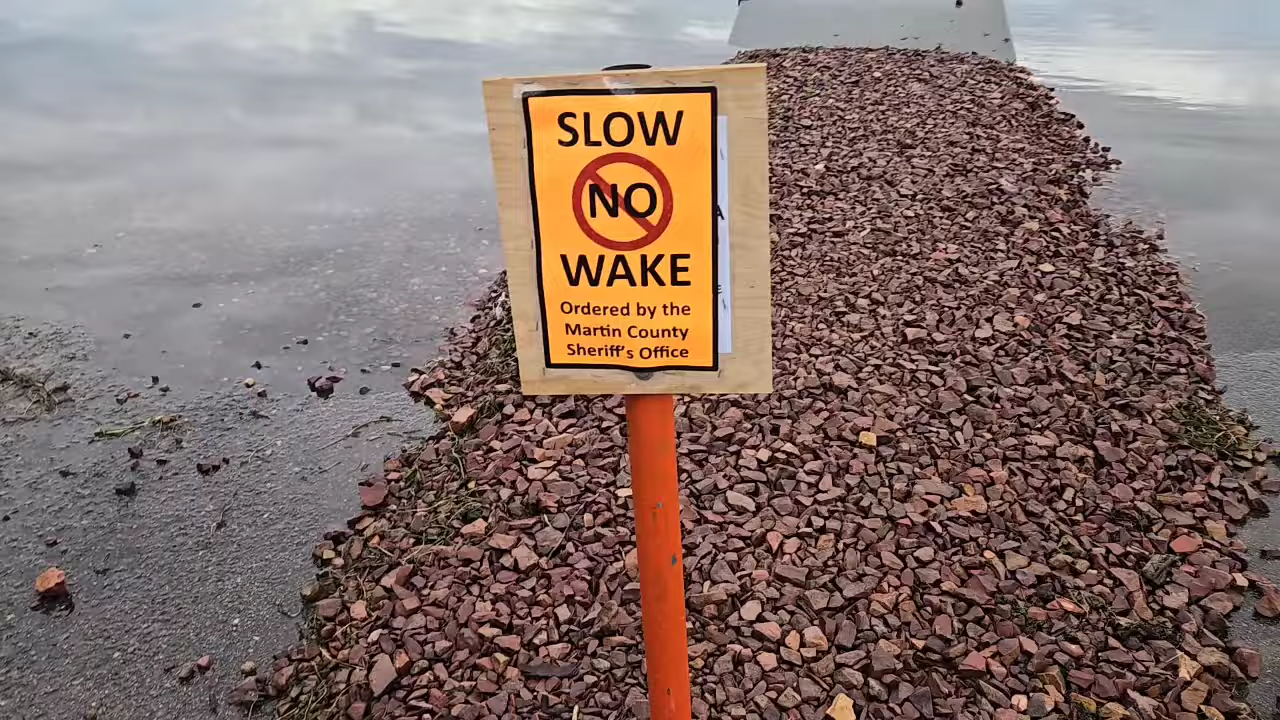 SLOW
NO
WAKE
Ordered by the
Martin County
Sheriff's Office